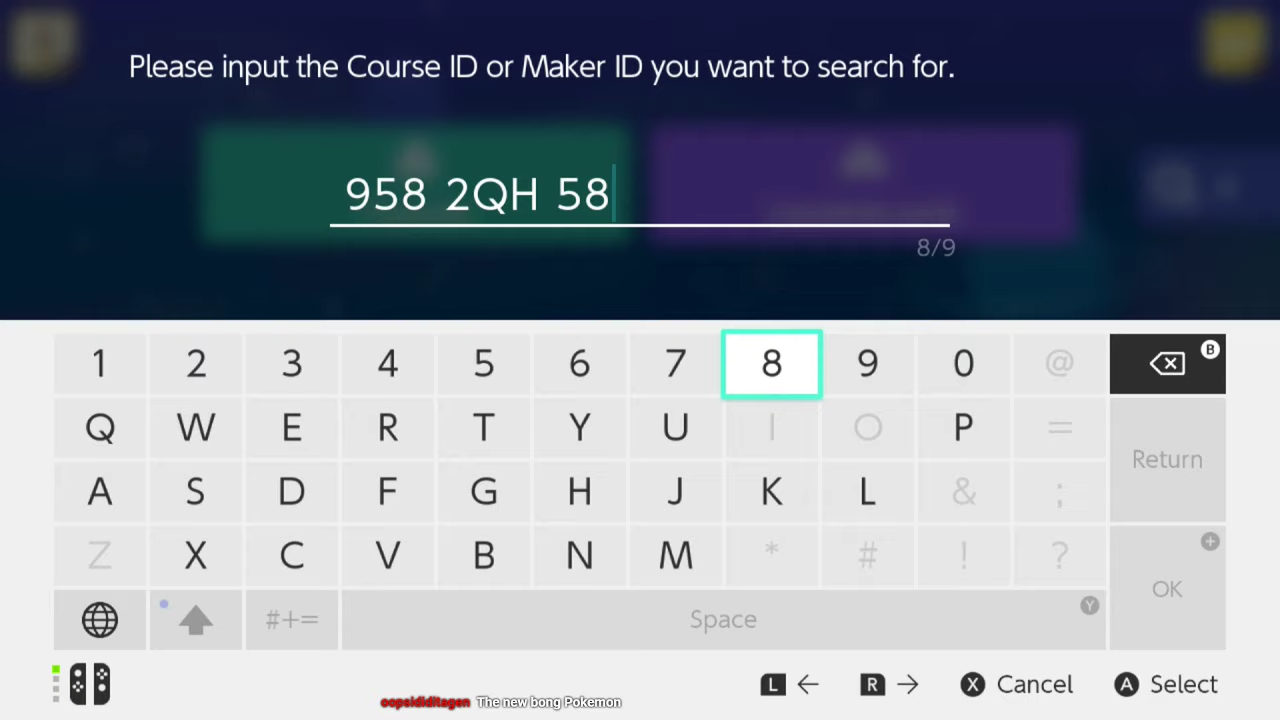 Please input the Course ID or Maker ID you want to search for.
958 2QH 58
8/9
1 2 3 4 5 6 7 8 9 0 @ B
Q W E R T Y U I O P =
Return
A S D F G H J K L & ;
Z X C V B N M * # ! ?
OK
#+= Space Y
L ← R → X Cancel A Select
oopsididitagen The new bong Pokemon